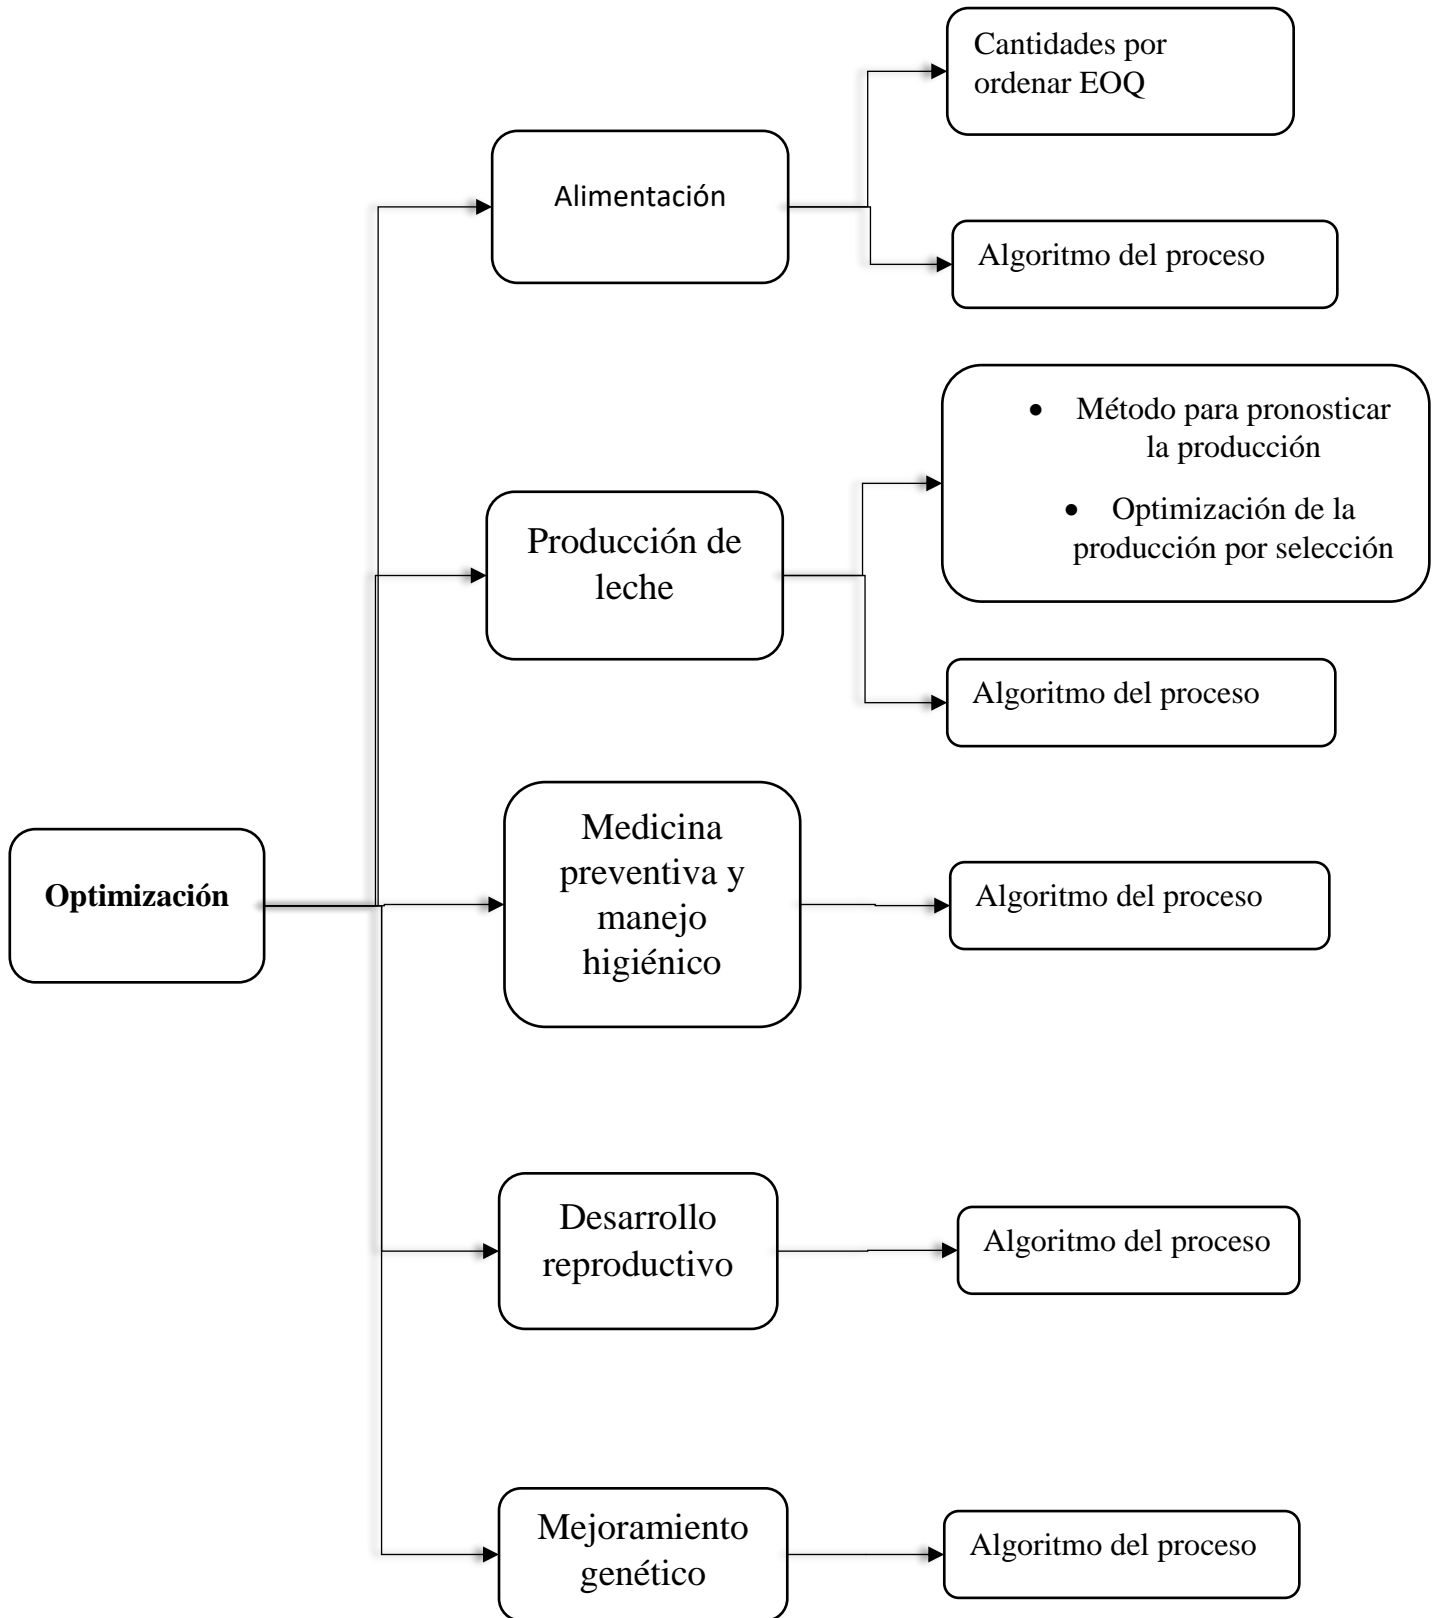 Cantidades por
ordenar EOQ
Alimentación
Algoritmo del proceso
• Método para pronosticar
la producción
• Optimización de la
producción por selección
Producción de
leche
Algoritmo del proceso
Medicina
preventiva y
manejo
higiénico
Algoritmo del proceso
Optimización
Desarrollo
reproductivo
Algoritmo del proceso
Mejoramiento
genético
Algoritmo del proceso